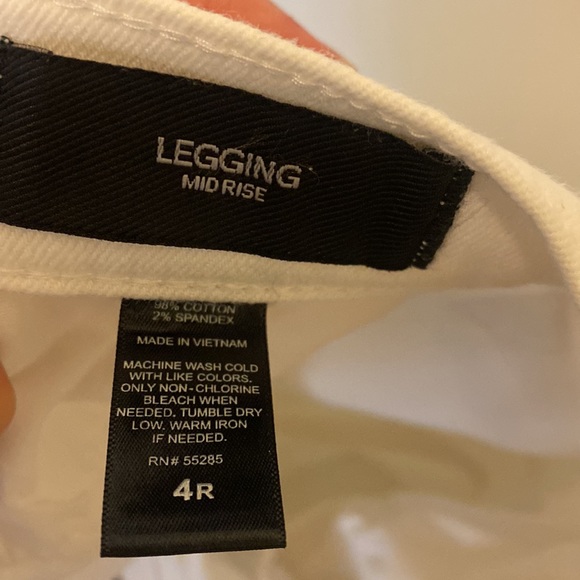 LEGGING
MID RISE
98% COTTON
2% SPANDEX
MADE IN VIETNAM
MACHINE WASH COLD
WITH LIKE COLORS.
ONLY NON-CHLORINE
BLEACH WHEN
NEEDED. TUMBLE DRY
LOW. WARM IRON
IF NEEDED.
RN# 55285
4R